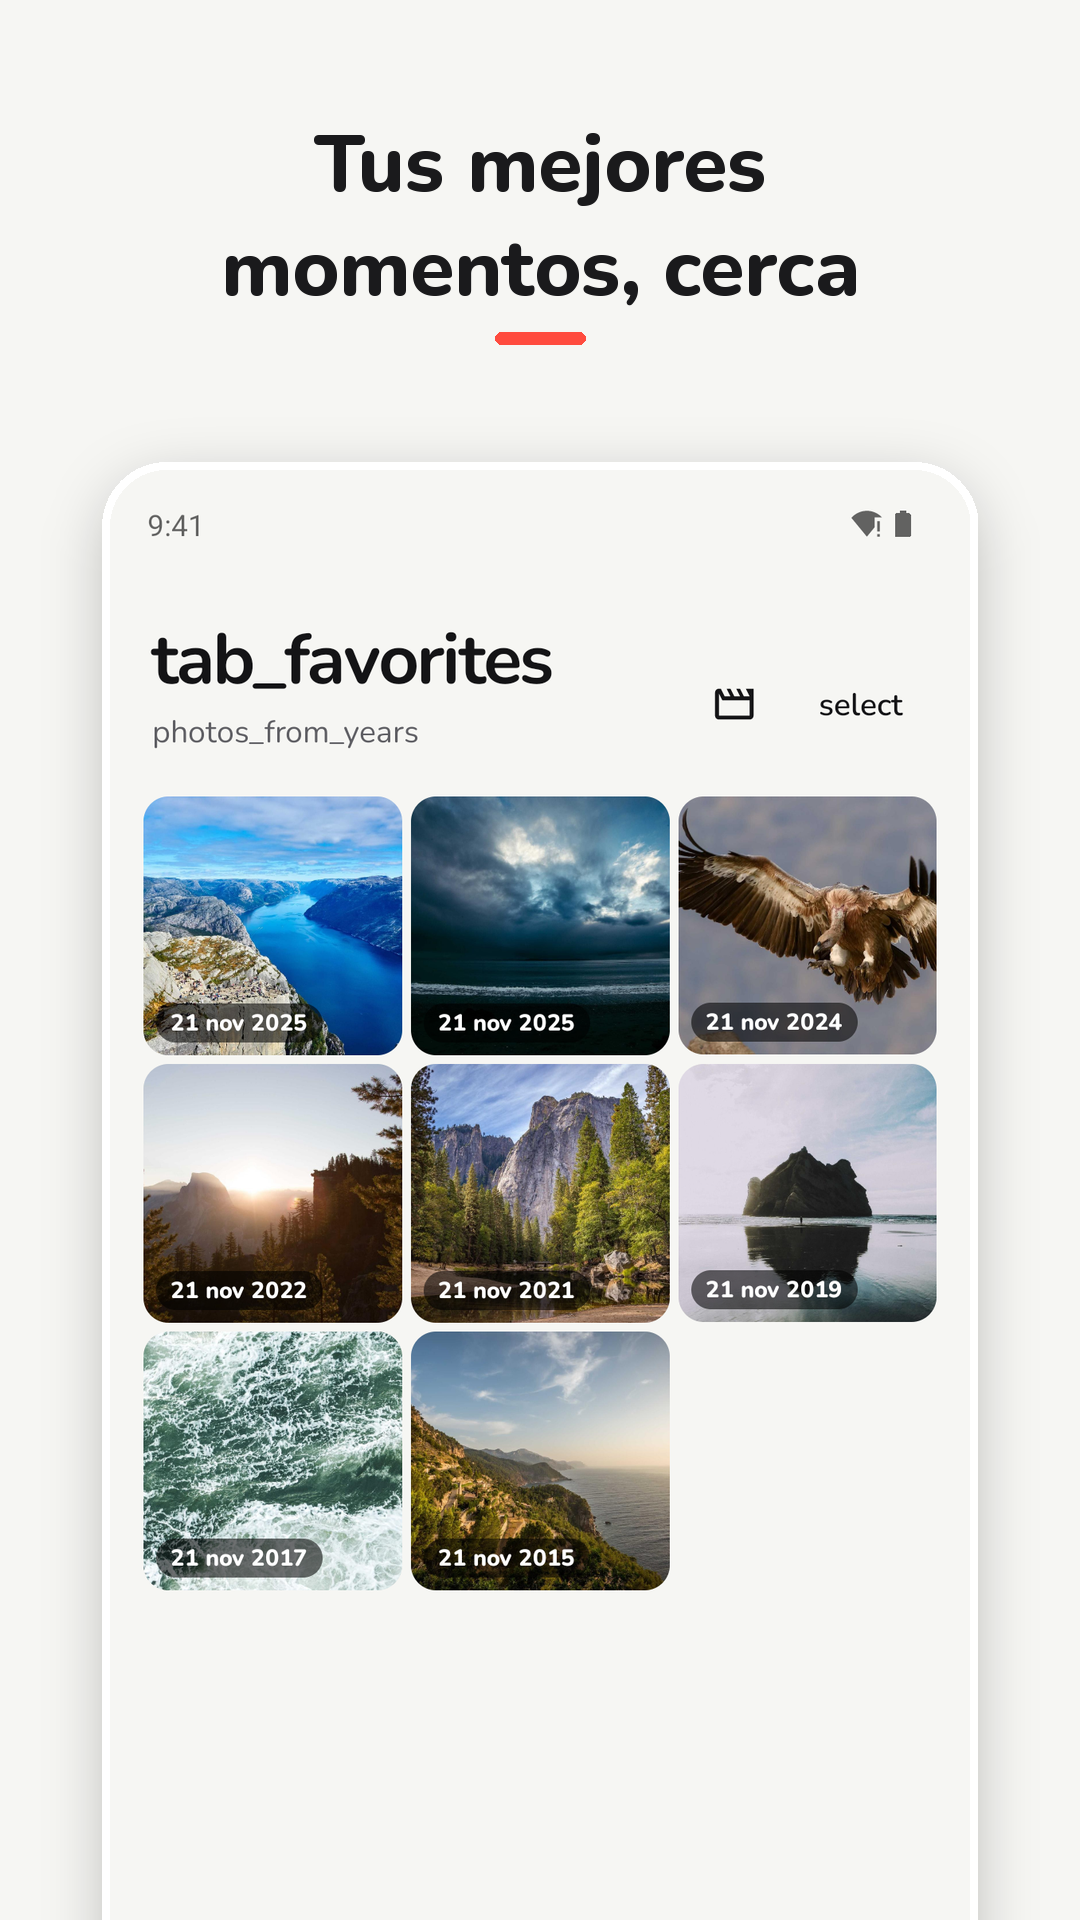 Tus mejores
momentos, cerca
9:41
tab_favorites
photos_from_years
select
21 nov 2025
21 nov 2025
21 nov 2024
21 nov 2022
21 nov 2021
21 nov 2019
21 nov 2017
21 nov 2015